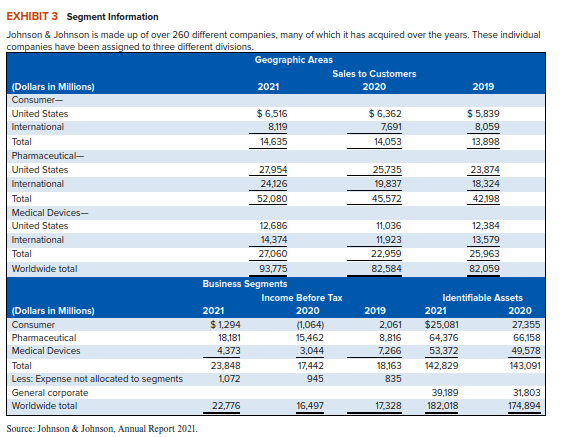 EXHIBIT 3 Segment Information
Johnson & Johnson is made up of over 260 different companies, many of which it has acquired over the years. These individual
companies have been assigned to three different divisions.
Geographic Areas
Sales to Customers
(Dollars in Millions) 2021 2020 2019
Consumer—
United States $ 6,516 $ 6,362 $ 5,839
International 8,119 7,691 8,059
Total 14,635 14,053 13,898
Pharmaceutical—
United States 27,954 25,735 23,874
International 24,126 19,837 18,324
Total 52,080 45,572 42,198
Medical Devices—
United States 12,686 11,036 12,384
International 14,374 11,923 13,579
Total 27,060 22,959 25,963
Worldwide total 93,775 82,584 82,059
Business Segments
Income Before Tax Identifiable Assets
(Dollars in Millions) 2021 2020 2019 2021 2020
Consumer $ 1,294 (1,064) 2,061 $25,081 27,355
Pharmaceutical 18,181 15,462 8,816 64,376 66,158
Medical Devices 4,373 3,044 7,266 53,372 49,578
Total 23,848 17,442 18,163 142,829 143,091
Less: Expense not allocated to segments 1,072 945 835
General corporate 39,189 31,803
Worldwide total 22,776 16,497 17,328 182,018 174,894
Source: Johnson & Johnson, Annual Report 2021.